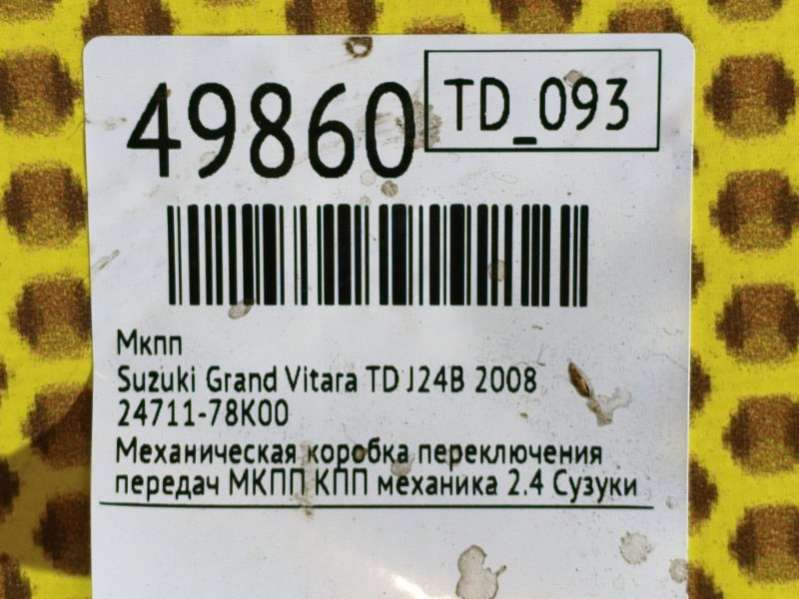 49860
TD_093
Мкпп
Suzuki Grand Vitara TD J24B 2008
24711-78K00
Механическая коробка переключения
передач МКПП КПП механика 2.4 Сузуки